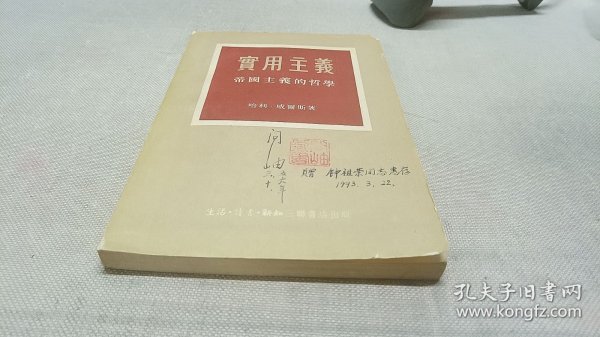 實用主義
帝國主義的哲學
哈利·威爾斯著
贈 鍾祖榮同志惠存
1993. 3. 22.
生活·讀書·新知三聯書店出版
孔夫子旧书网
www.kongfz.com